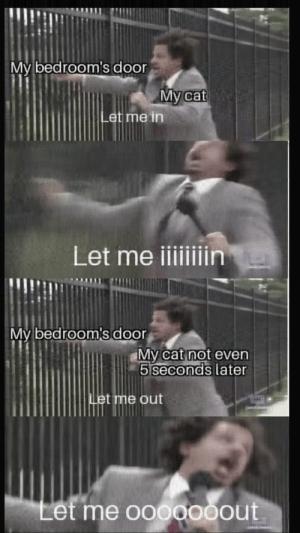 My bedroom's door
My cat
Let me in
Let me iiiiiiiin
My bedroom's door
My cat not even
5 seconds later
Let me out
Let me ooooooout